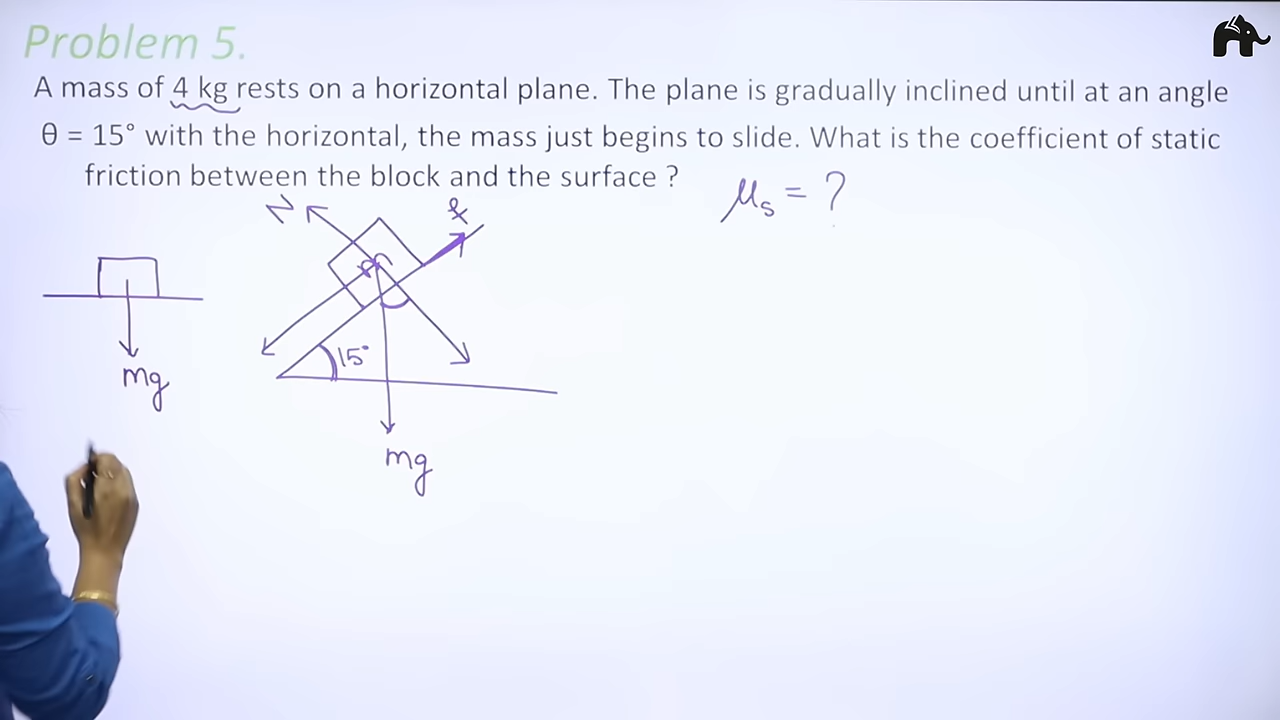 Problem 5.
A mass of 4 kg rests on a horizontal plane. The plane is gradually inclined until at an angle
θ = 15° with the horizontal, the mass just begins to slide. What is the coefficient of static
friction between the block and the surface ?
μs = ?
N
15°
mg
mg